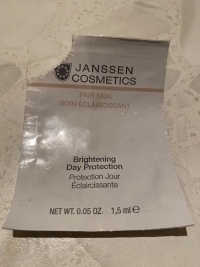 JANSSEN
COSMETICS
FAIR SKIN
SOIN ÉCLAIRCISSANT
Brightening
Day Protection
Protection Jour
Éclaircissante
NET WT. 0.05 OZ. 1,5 ml ℮